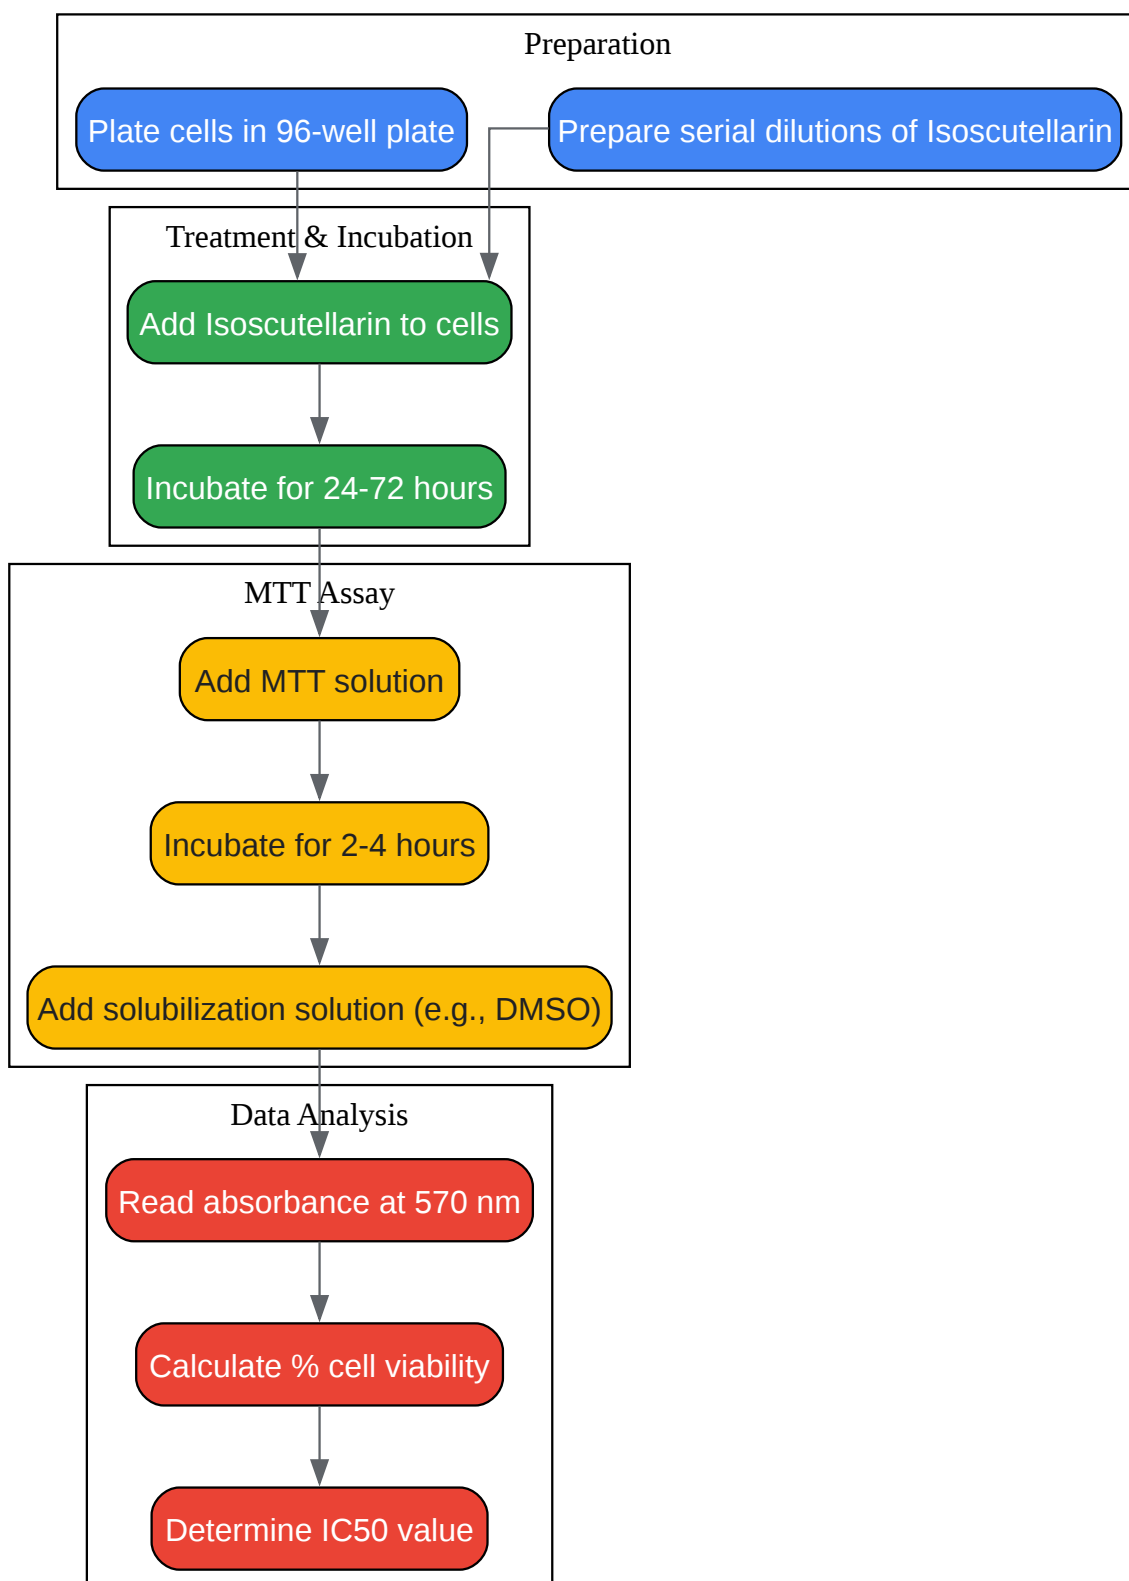 Preparation
Plate cells in 96-well plate
Prepare serial dilutions of Isoscutellarin
Treatment & Incubation
Add Isoscutellarin to cells
Incubate for 24-72 hours
MTT Assay
Add MTT solution
Incubate for 2-4 hours
Add solubilization solution (e.g., DMSO)
Data Analysis
Read absorbance at 570 nm
Calculate % cell viability
Determine IC50 value